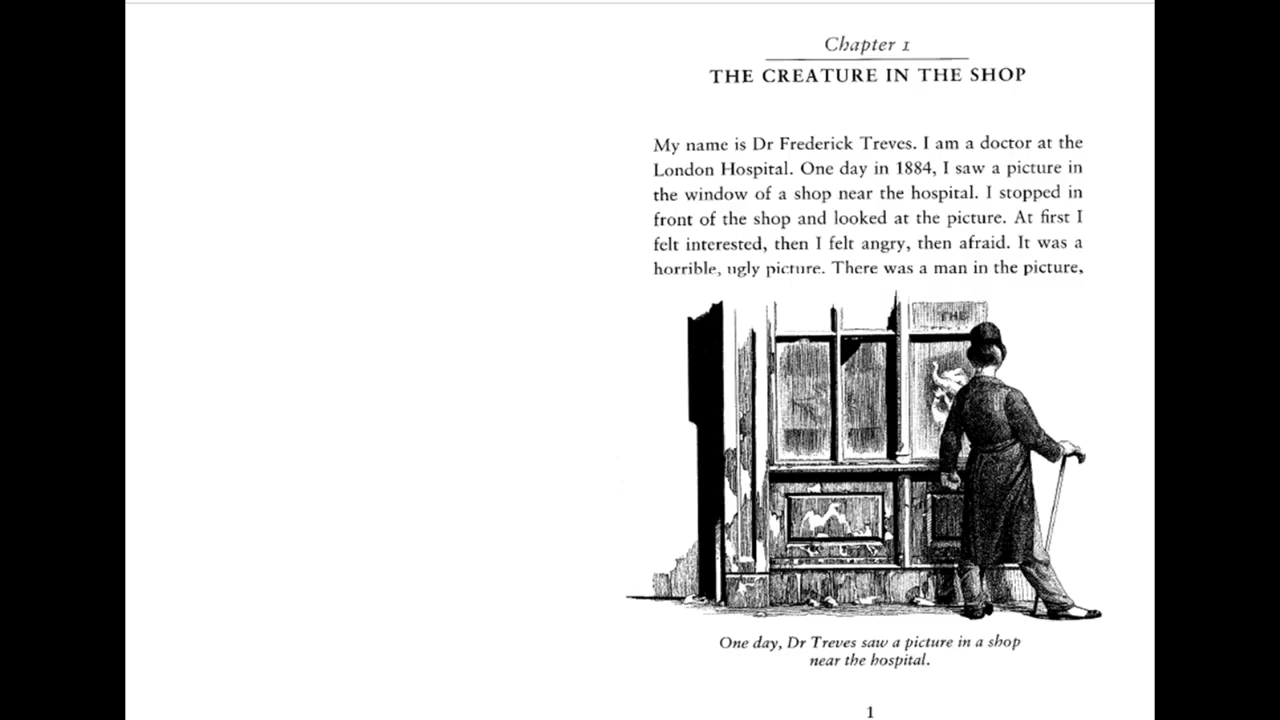 Chapter 1
THE CREATURE IN THE SHOP
My name is Dr Frederick Treves. I am a doctor at the
London Hospital. One day in 1884, I saw a picture in
the window of a shop near the hospital. I stopped in
front of the shop and looked at the picture. At first I
felt interested, then I felt angry, then afraid. It was a
horrible, ugly picture. There was a man in the picture,
THE
One day, Dr Treves saw a picture in a shop
near the hospital.
1